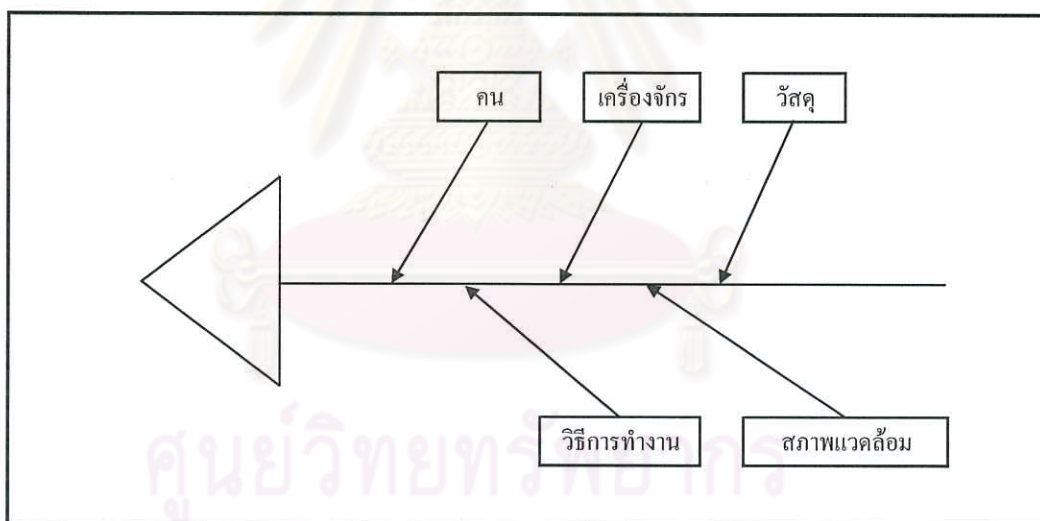 คน
เครื่องจักร
วัสดุ
วิธีการทำงาน
สภาพแวดล้อม
ศูนย์วิทยทรัพยากร